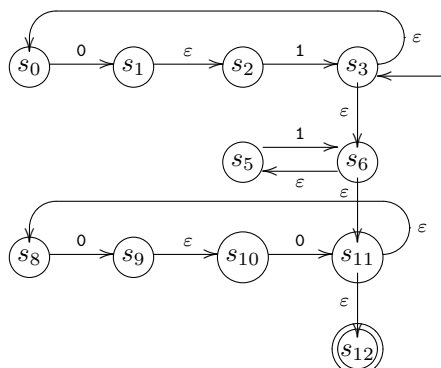 ε
0 ε 1
s₀ s₁ s₂ s₃
ε
1
s₅ s₆
ε ε
ε
0 ε 0
s₈ s₉ s₁₀ s₁₁
ε
s₁₂